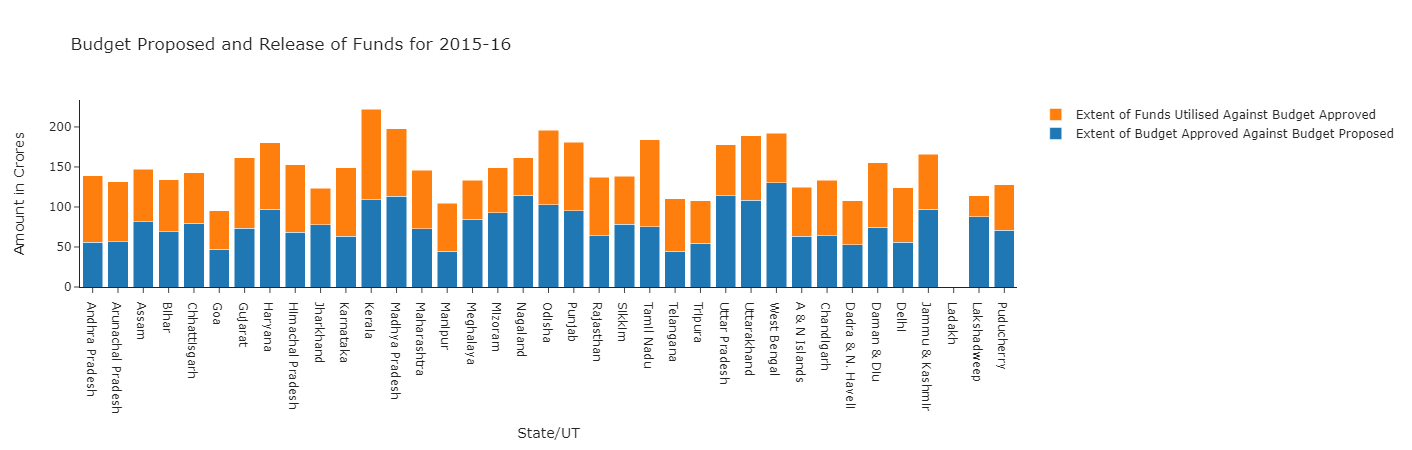 Budget Proposed and Release of Funds for 2015-16
Extent of Funds Utilised Against Budget Approved
Extent of Budget Approved Against Budget Proposed
Amount in Crores
200
150
100
50
0
Andhra Pradesh
Arunachal Pradesh
Assam
Bihar
Chhattisgarh
Goa
Gujarat
Haryana
Himachal Pradesh
Jharkhand
Karnataka
Kerala
Madhya Pradesh
Maharashtra
Manipur
Meghalaya
Mizoram
Nagaland
Odisha
Punjab
Rajasthan
Sikkim
Tamil Nadu
Telangana
Tripura
Uttar Pradesh
Uttarakhand
West Bengal
A & N Islands
Chandigarh
Dadra & N. Haveli
Daman & Diu
Delhi
Jammu & Kashmir
Ladakh
Lakshadweep
Puducherry
State/UT